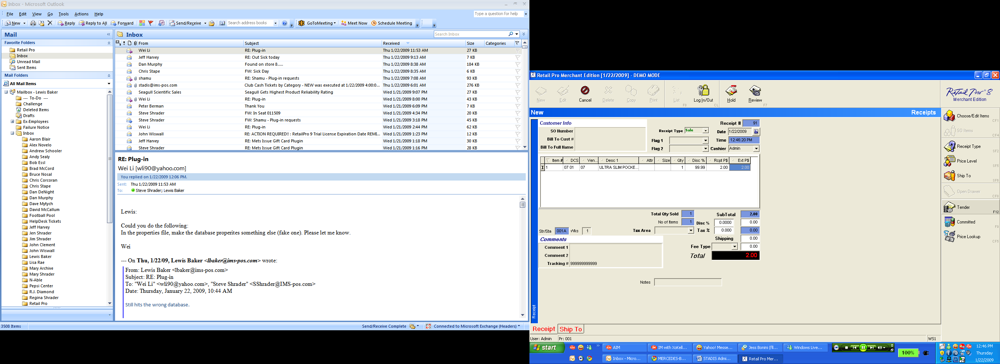 Inbox - Microsoft Outlook
File Edit View Go Tools Actions Help
Type a question for help
New Reply Reply to All Forward Send/Receive Search address books GoToMeeting Meet Now Schedule Meeting
Mail
Favorite Folders
Retail Pro
Inbox
Unread Mail
Sent Items
Mail Folders
All Mail Items
Mailbox - Lewis Baker
--- To-Do ---
Challenge
Deleted Items
Drafts
Ex-Employees
Failure Notice
Inbox
Aaron Blair
Alex Novelo
Andrew Schooler
Andy Sealy
Bob Essl
Brad McCord
Bruce Nosal
Chris Corcoran
Chris Stape
Dan DeNight
Dan Murphy
Dave Mytych
David McCallum
Football Pool
HelpDesk Tickets
Jeff Harvey
Jen Shrader
Jim Shrader
John Clement
John Wiswall
Lewis Baker
Lisa Rae
Mary Archive
Mary Shrader
N-Able
Pepsi Center
R.J. Diamond
Regina Shrader
Retail Pro
Inbox
Search Inbox
From Subject Received Size Categories
Wei Li RE: Plug-in Thu 1/22/2009 11:53 AM 27 KB
Jeff Harvey RE: Out Sick today Thu 1/22/2009 9:13 AM 7 KB
Dan Murphy Found on store 8..... Thu 1/22/2009 8:38 AM 184 KB
Chris Stape FW: Sick Day Thu 1/22/2009 8:35 AM 6 KB
shamu RE: Shamu - Plug-in requests Thu 1/22/2009 7:08 AM 93 KB
stadis@ims-pos.com Club Cash Tickets by Category - NEW was executed at 1/22/2009 4:00:0... Thu 1/22/2009 6:01 AM 276 KB
Seagull Scientific Sales Seagull Gets Highest Product Reliability Rating Wed 1/21/2009 9:07 PM 27 KB
Wei Li RE: Plug-in Wed 1/21/2009 8:00 PM 43 KB
Peter Berman Thank You Wed 1/21/2009 6:09 PM 7 KB
Steve Shrader FW: In Seat 011509 Wed 1/21/2009 4:34 PM 20 KB
Steve Shrader FW: Shamu - Plug-in requests Wed 1/21/2009 3:18 PM 45 KB
Wei Li RE: Plug-in Wed 1/21/2009 2:44 PM 62 KB
John Wiswall RE: ACTION REQUIRED!! : RetailPro 9 Trial License Expiration Date REMI... Wed 1/21/2009 1:23 PM 12 KB
Jeff Harvey RE: Mets Issue Gift Card Plugin Wed 1/21/2009 1:18 PM 30 KB
Steve Shrader RE: Mets Issue Gift Card Plugin Wed 1/21/2009 1:16 PM 28 KB
RE: Plug-in
Wei Li [wli90@yahoo.com]
You replied on 1/22/2009 12:06 PM.
Sent: Thu 1/22/2009 11:53 AM
To: Steve Shrader; Lewis Baker
Lewis:
Could you do the following:
In the properties file, make the database properites something else (fake one). Please let me know.
Wei
--- On Thu, 1/22/09, Lewis Baker <lbaker@ims-pos.com> wrote:
From: Lewis Baker <lbaker@ims-pos.com>
Subject: RE: Plug-in
To: "Wei Li" <wli90@yahoo.com>, "Steve Shrader" <SShrader@IMS-pos.com>
Date: Thursday, January 22, 2009, 10:44 AM
Still hits the wrong database.
3508 Items Send/Receive Complete Connected to Microsoft Exchange (Headers)
Retail Pro Merchant Edition [1/22/2009] - DEMO MODE
New Edit Cancel Delete Copy Print List F8 Log In/Out CL Hold Review F7
Retail Pro 8
Merchant Edition
New Receipts
Customer Info
SO Number
Bill To Cust #
Bill To Full Name
Receipt # 91
Receipt Type Sale Date 1/22/2009
Flag 1 Time 12:46:20 PM
Flag 2 Cashier Admin
Item # DCS Ven... Desc 1 Attr Size Qty Disc % Rcpt P$ Ext P$
1 07 01 07 ULTRA SLIM POCKE... 1 99.99 2.00 2.00
Total Qty Sold 1 SubTotal 2.00
No of Items 1 Disc % 0.0000 0.00
Str/Sta 001A Wks 1 Tax Area Tax % 0.000 0.00
Shipping 0.00
Fee Type 0.00
Total 2.00
Comments
Comment 1
Comment 2
Tracking # 999999999999
Notes
Receipt
Choose/Edit Items CF1
SO Items CF4
Receipt Type SF2
Price Level SF5
Ship To SF6
Open Drawer CF8
Tender F12
Committed F9
Price Lookup CF5
Receipt Ship To
User: Admin Pr: 001 WS1
start AIM IM with XoKell... Yahoo! Messe... Jess Bonini (fll... Windows Live... 100% 12:46 PM
Inbox - Micro... MERCEDES-B... STADIS Admi... Retail Pro Mer... Thursday
1/22/2009